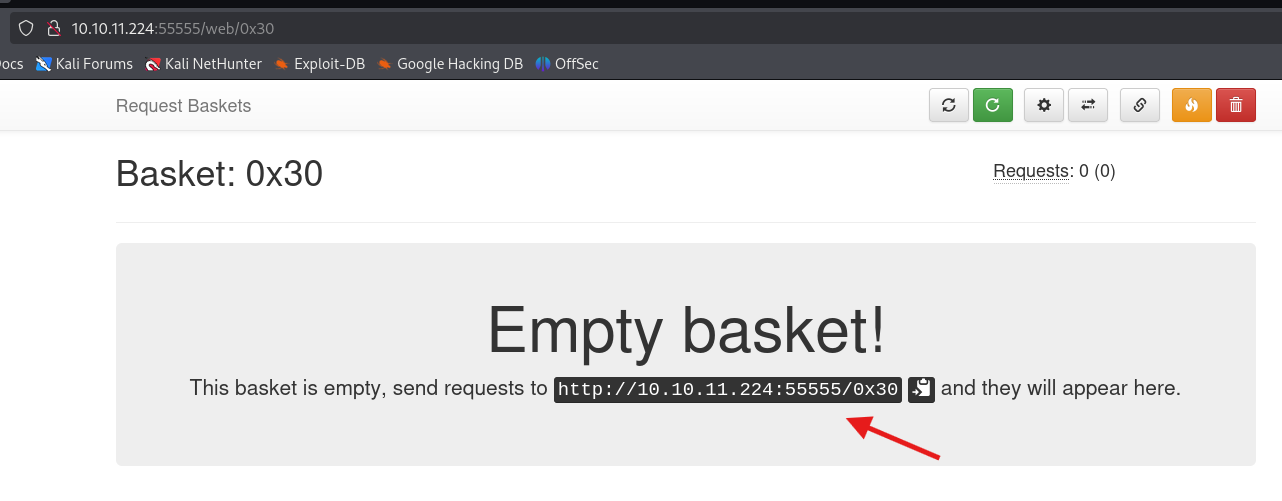 10.10.11.224:55555/web/0x30
ocs Kali Forums Kali NetHunter Exploit-DB Google Hacking DB OffSec
Request Baskets
Basket: 0x30
Requests: 0 (0)
Empty basket!
This basket is empty, send requests to http://10.10.11.224:55555/0x30 and they will appear here.